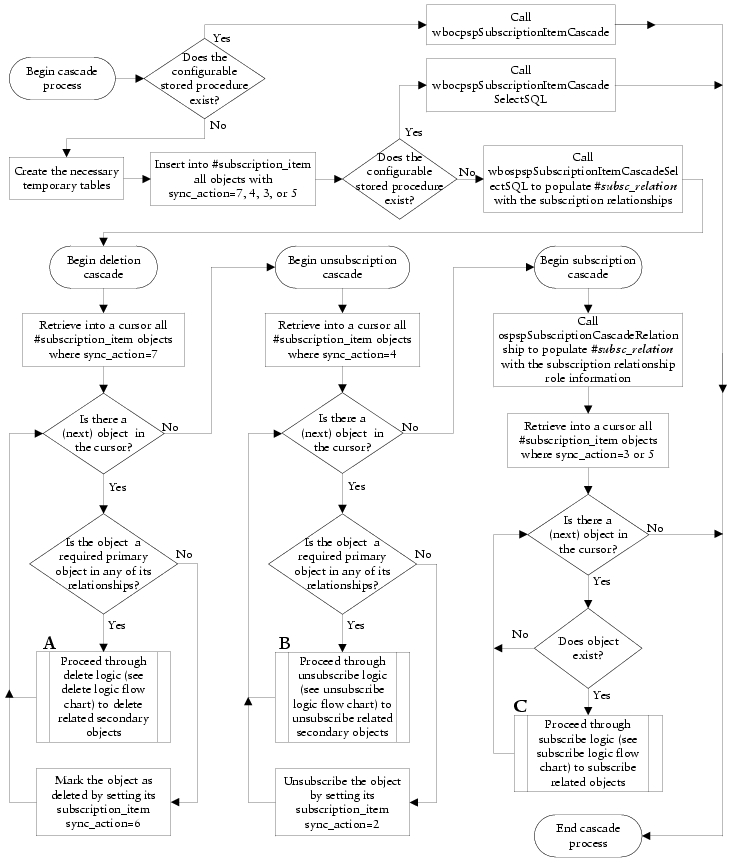 Yes
Call
wbocpspSubscriptionItemCascade
Begin cascade
process
Does the
configurable
stored procedure
exist?
Call
wbocpspSubscriptionItemCascade
SelectSQL
No
Yes
Create the necessary
temporary tables
Insert into #subscription_item
all objects with
sync_action=7, 4, 3, or 5
Does the
configurable
stored procedure
exist?
No
Call
wbospspSubscriptionItemCascadeSel
ectSQL to populate #subsc_relation
with the subscription relationships
Begin deletion
cascade
Begin unsubscription
cascade
Begin subscription
cascade
Retrieve into a cursor all
#subscription_item objects
where sync_action=7
Retrieve into a cursor all
#subscription_item objects
where sync_action=4
Call
ospspSubscriptionCascadeRelation
ship to populate #subsc_relation
with the subscription relationship
role information
Is there a
(next) object in
the cursor?
No
Yes
Is there a
(next) object in
the cursor?
No
Yes
Retrieve into a cursor all
#subscription_item objects
where sync_action=3 or 5
Is the object a
required primary
object in any of its
relationships?
No
Yes
Is the object a
required primary
object in any of its
relationships?
No
Yes
Is there a
(next) object in
the cursor?
No
Yes
Does object
exist?
No
Yes
A
Proceed through
delete logic (see
delete logic flow
chart) to delete
related secondary
objects
B
Proceed through
unsubscribe logic
(see unsubscribe
logic flow chart) to
unsubscribe related
secondary objects
C
Proceed through
subscribe logic (see
subscribe logic flow
chart) to subscribe
related objects
Mark the object as
deleted by setting its
subscription_item
sync_action=6
Unsubscribe the object
by setting its
subscription_item
sync_action=2
End cascade
process